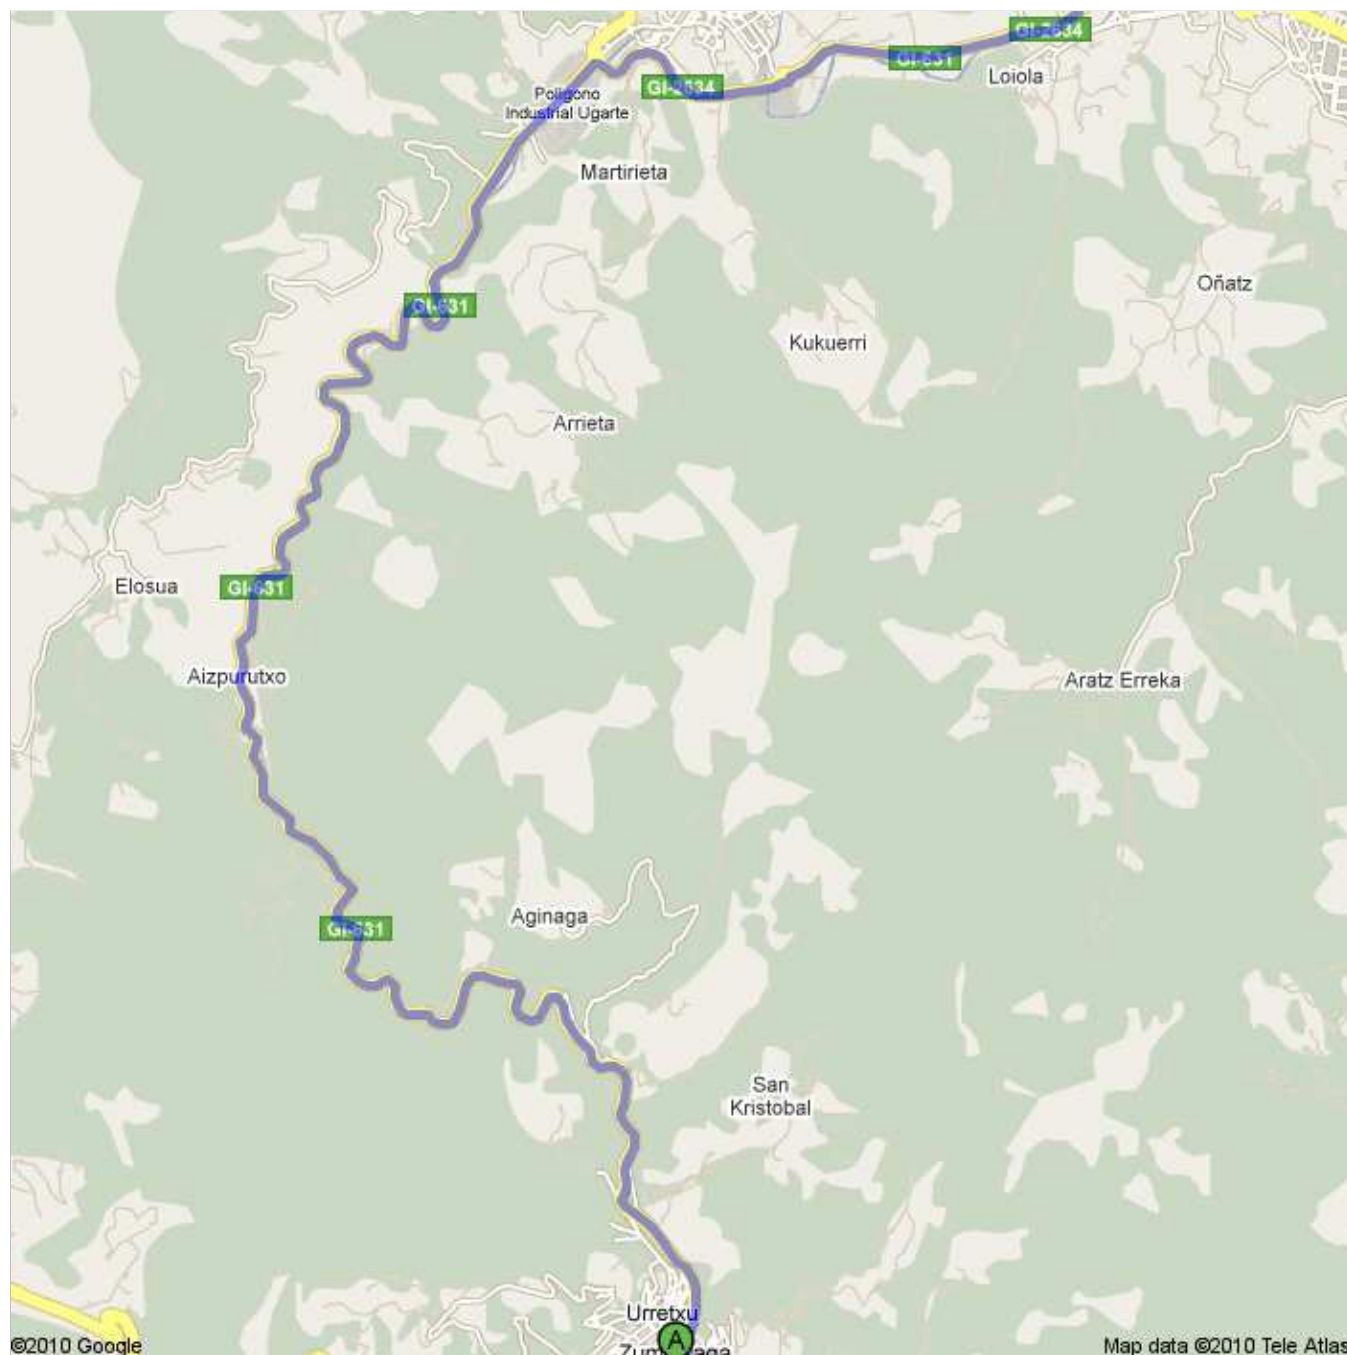 GI-2634
GI-631
Loiola
GI-2634
Poligono
Industrial Ugarte
Martirieta
Oñatz
GI-631
Kukuerri
Arrieta
Elosua
GI-631
Aizpurutxo
Aratz Erreka
Aginaga
GI-631
San
Kristobal
Urretxu
A
©2010 Google
Map data ©2010 Tele Atlas